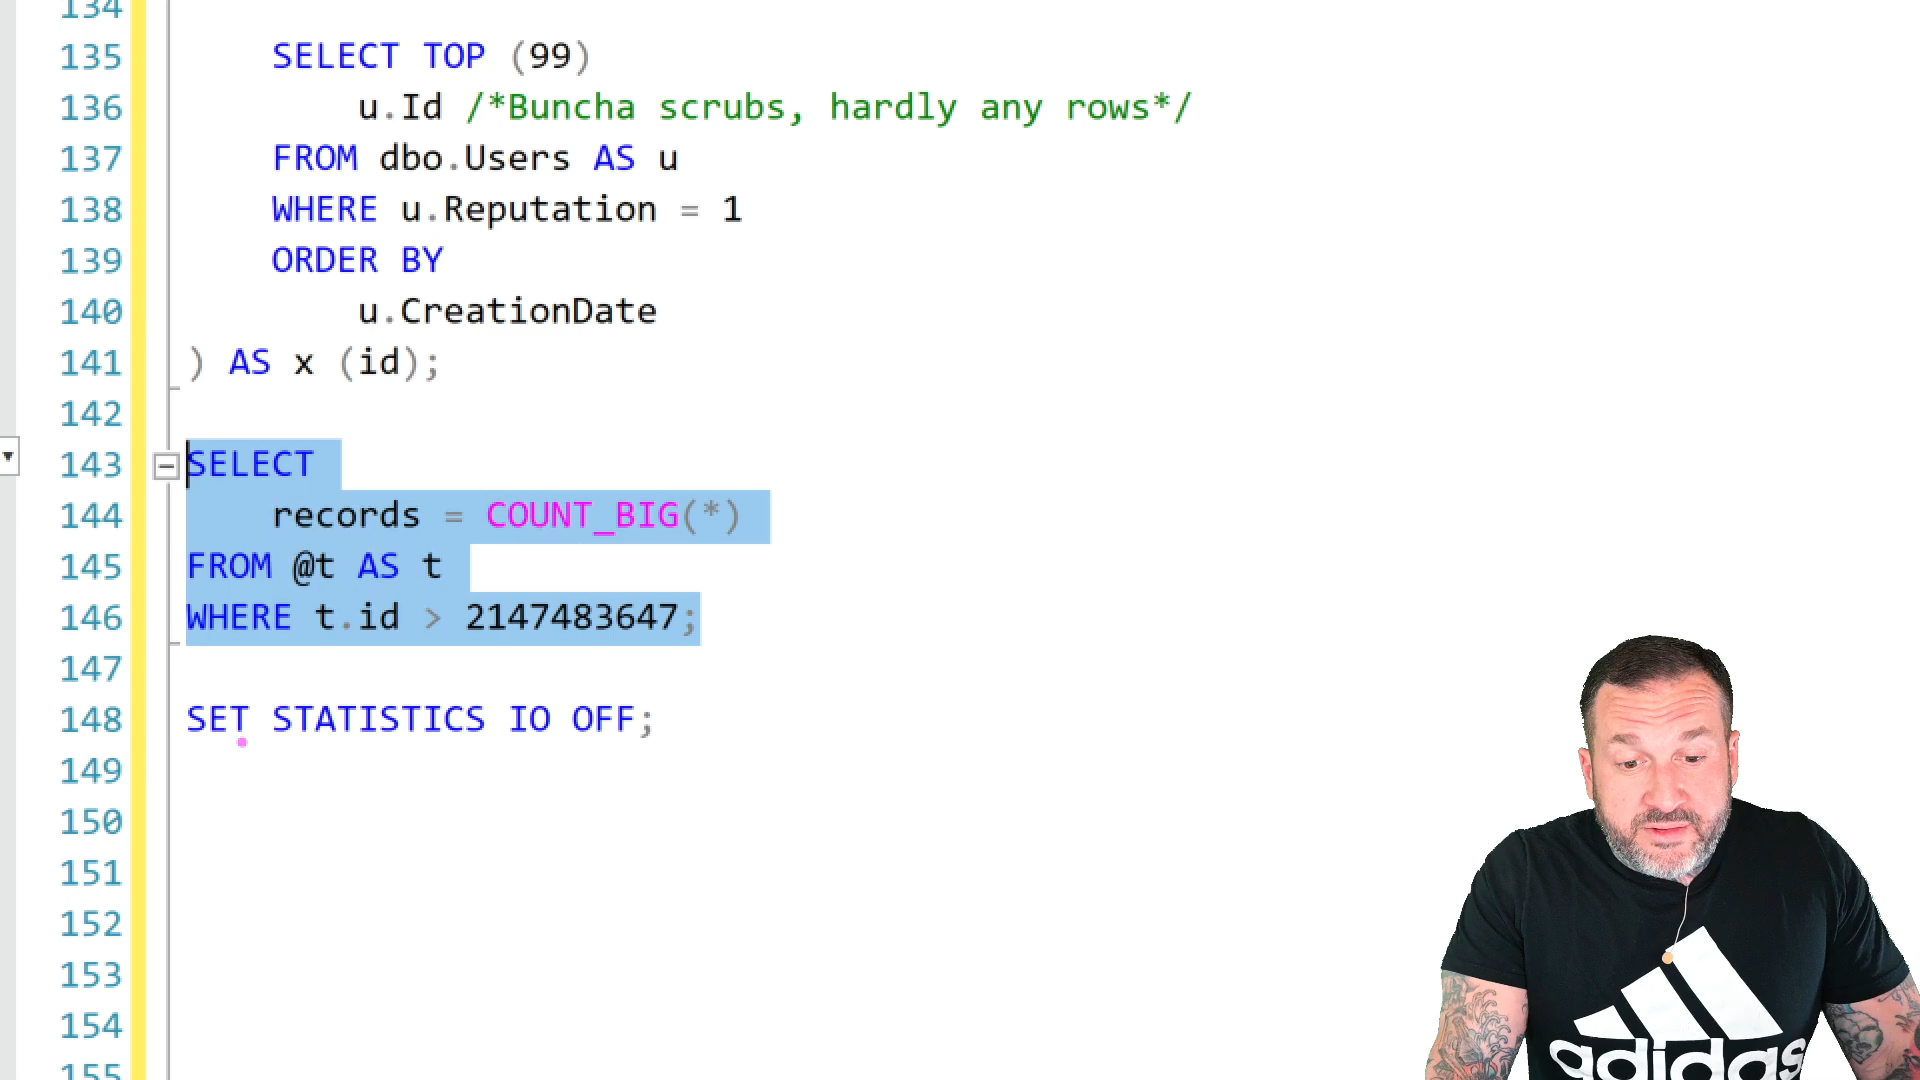 134
135 SELECT TOP (99)
136 u.Id /*Buncha scrubs, hardly any rows*/
137 FROM dbo.Users AS u
138 WHERE u.Reputation = 1
139 ORDER BY
140 u.CreationDate
141 ) AS x (id);
142
143 SELECT
144 records = COUNT_BIG(*)
145 FROM @t AS t
146 WHERE t.id > 2147483647;
147
148 SET STATISTICS IO OFF;
149
150
151
152
153
154
155
adidas